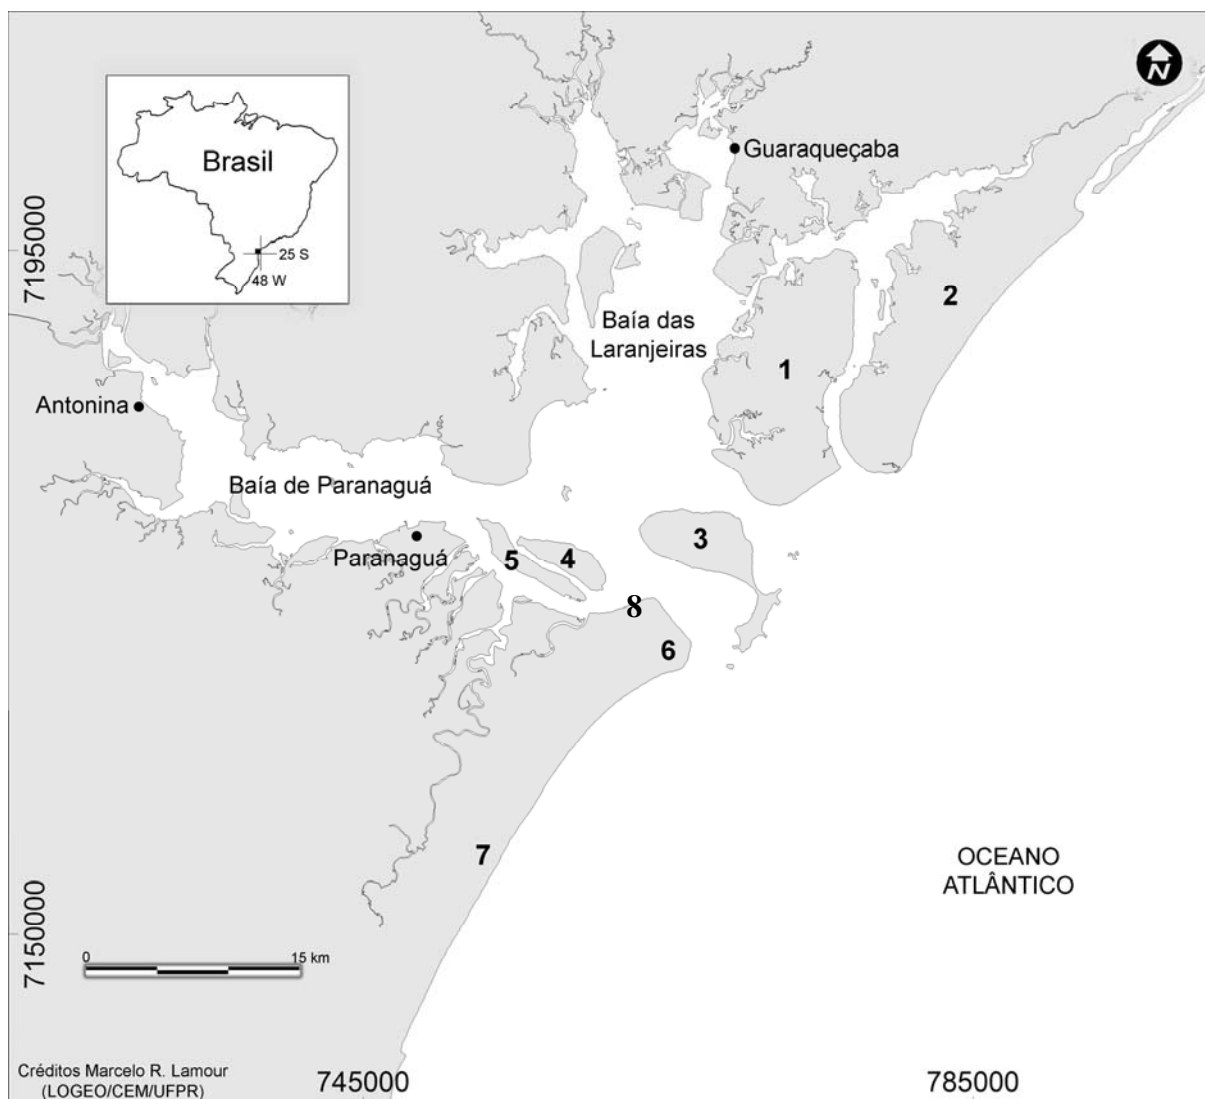 N
Brasil
25 S
48 W
Guaraqueçaba
7195000
2
Baía das
Laranjeiras
1
Antonina
Baía de Paranaguá
Paranaguá
5
4
3
8
6
7
OCEANO
ATLÂNTICO
7150000
0 15 km
Créditos Marcelo R. Lamour
(LOGEO/CEM/UFPR)
745000
785000